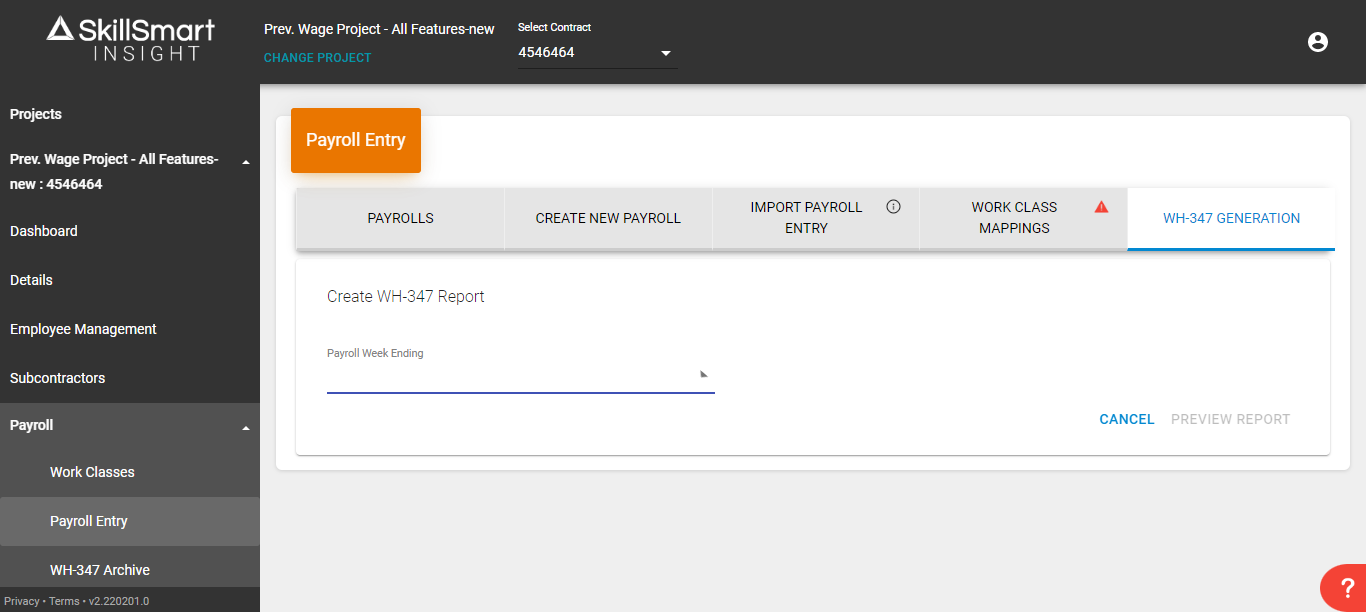 SkillSmart
INSIGHT
Prev. Wage Project - All Features-new
CHANGE PROJECT
Select Contract
4546464
Projects
Prev. Wage Project - All Features-
new : 4546464
Dashboard
Details
Employee Management
Subcontractors
Payroll
Work Classes
Payroll Entry
WH-347 Archive
Privacy • Terms • v2.220201.0
Payroll Entry
PAYROLLS
CREATE NEW PAYROLL
IMPORT PAYROLL
ENTRY
WORK CLASS
MAPPINGS
WH-347 GENERATION
Create WH-347 Report
Payroll Week Ending
CANCEL
PREVIEW REPORT
?